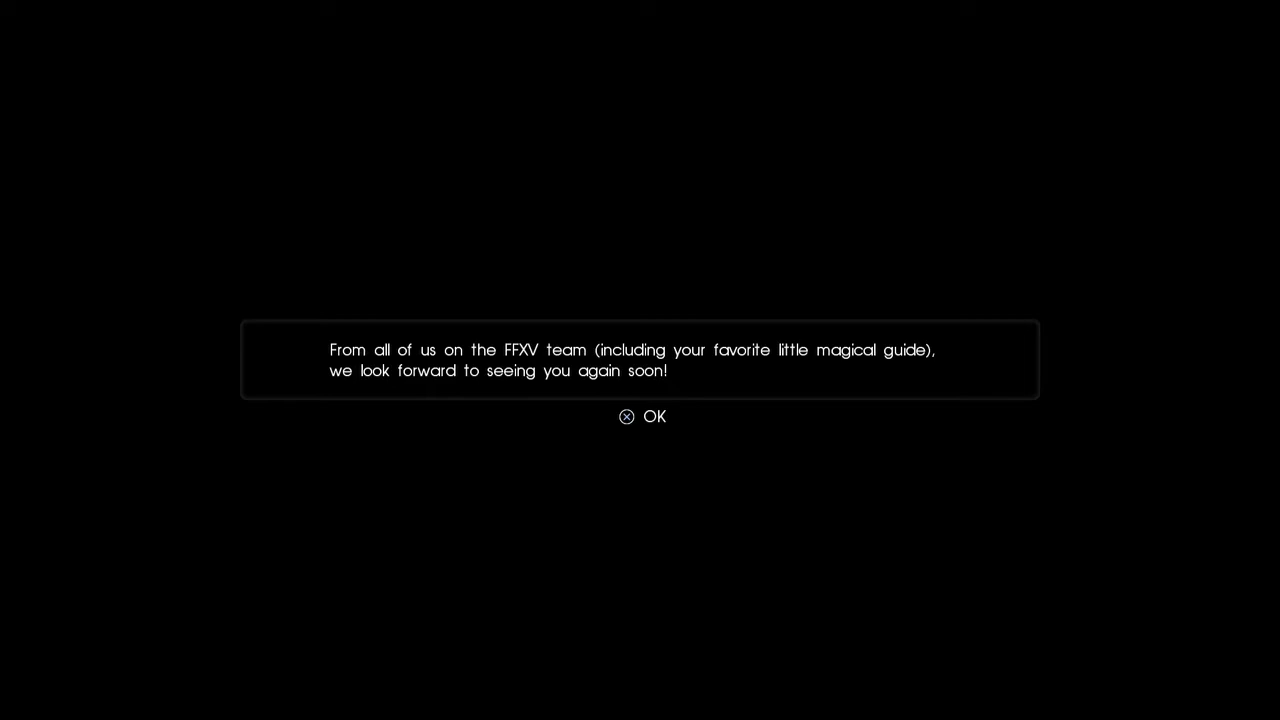 From all of us on the FFXV team (including your favorite little magical guide),
we look forward to seeing you again soon!
OK